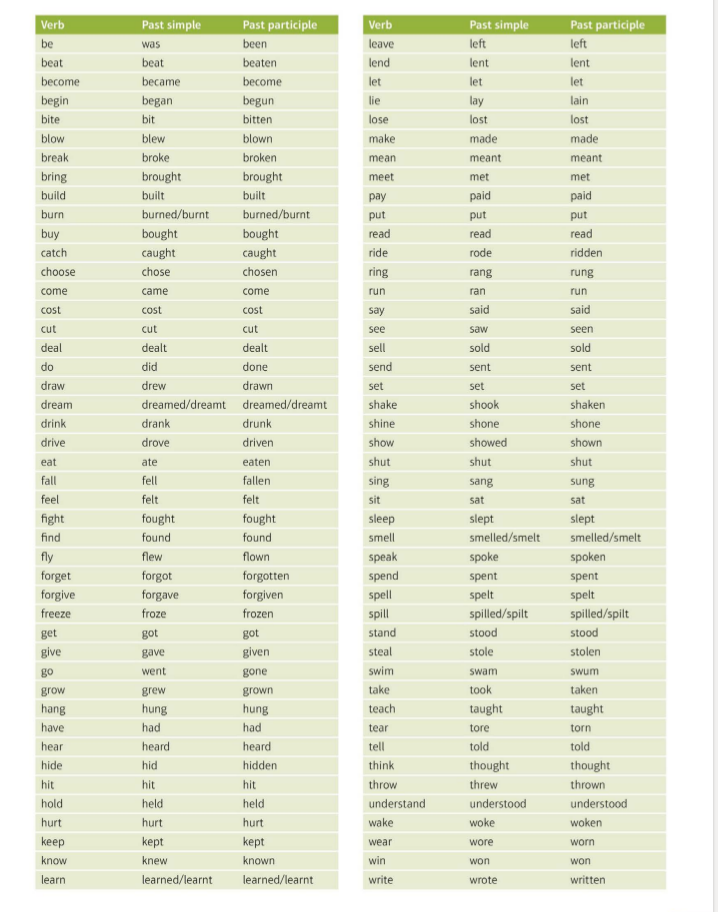 Verb Past simple Past participle
be was been
beat beat beaten
become became become
begin began begun
bite bit bitten
blow blew blown
break broke broken
bring brought brought
build built built
burn burned/burnt burned/burnt
buy bought bought
catch caught caught
choose chose chosen
come came come
cost cost cost
cut cut cut
deal dealt dealt
do did done
draw drew drawn
dream dreamed/dreamt dreamed/dreamt
drink drank drunk
drive drove driven
eat ate eaten
fall fell fallen
feel felt felt
fight fought fought
find found found
fly flew flown
forget forgot forgotten
forgive forgave forgiven
freeze froze frozen
get got got
give gave given
go went gone
grow grew grown
hang hung hung
have had had
hear heard heard
hide hid hidden
hit hit hit
hold held held
hurt hurt hurt
keep kept kept
know knew known
learn learned/learnt learned/learnt
Verb Past simple Past participle
leave left left
lend lent lent
let let let
lie lay lain
lose lost lost
make made made
mean meant meant
meet met met
pay paid paid
put put put
read read read
ride rode ridden
ring rang rung
run ran run
say said said
see saw seen
sell sold sold
send sent sent
set set set
shake shook shaken
shine shone shone
show showed shown
shut shut shut
sing sang sung
sit sat sat
sleep slept slept
smell smelled/smelt smelled/smelt
speak spoke spoken
spend spent spent
spell spelt spelt
spill spilled/spilt spilled/spilt
stand stood stood
steal stole stolen
swim swam swum
take took taken
teach taught taught
tear tore torn
tell told told
think thought thought
throw threw thrown
understand understood understood
wake woke woken
wear wore worn
win won won
write wrote written